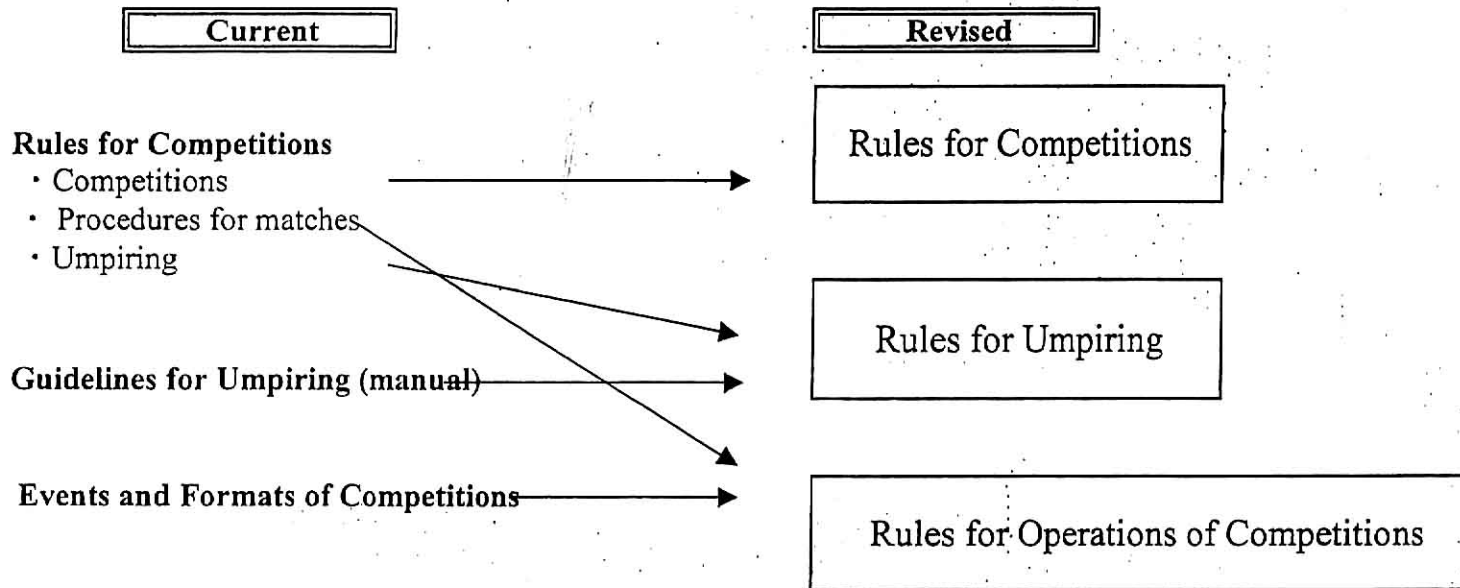 Current
Rules for Competitions
・Competitions
・Procedures for matches
・Umpiring
Guidelines for Umpiring (manual)
Events and Formats of Competitions
Revised
Rules for Competitions
Rules for Umpiring
Rules for Operations of Competitions